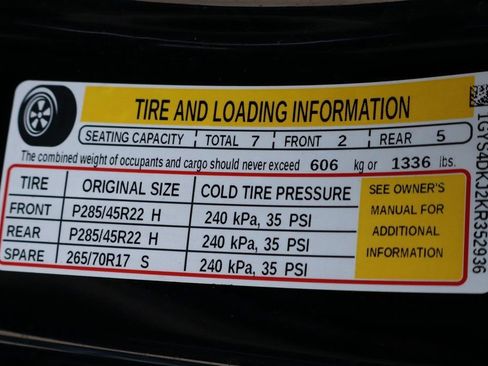 TIRE AND LOADING INFORMATION
SEATING CAPACITY TOTAL 7 FRONT 2 REAR 5
The combined weight of occupants and cargo should never exceed 606 kg or 1336 lbs.
TIRE ORIGINAL SIZE COLD TIRE PRESSURE
FRONT P285/45R22 H 240 kPa, 35 PSI
REAR P285/45R22 H 240 kPa, 35 PSI
SPARE 265/70R17 S 240 kPa, 35 PSI
SEE OWNER'S
MANUAL FOR
ADDITIONAL
INFORMATION
1GYS4DKJ2KR352936